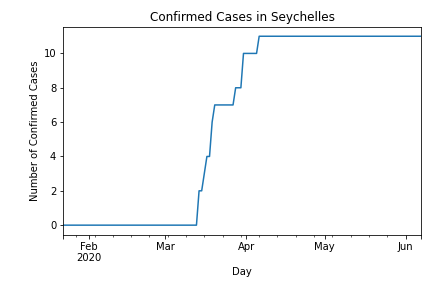 Confirmed Cases in Seychelles
Number of Confirmed Cases
10
8
6
4
2
0
Feb Mar Apr May Jun
2020
Day